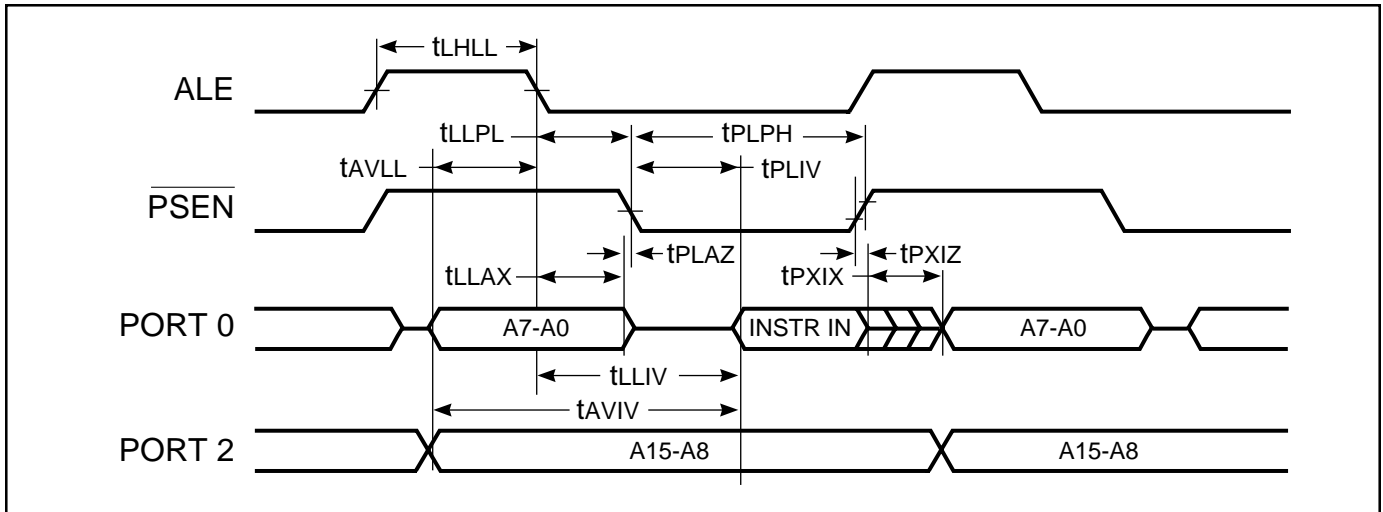 tLHLL
ALE
tLLPL
tPLPH
tAVLL
tPLIV
PSEN
tPLAZ
tPXIZ
tLLAX
tPXIX
PORT 0
A7-A0
INSTR IN
A7-A0
tLLIV
tAVIV
PORT 2
A15-A8
A15-A8